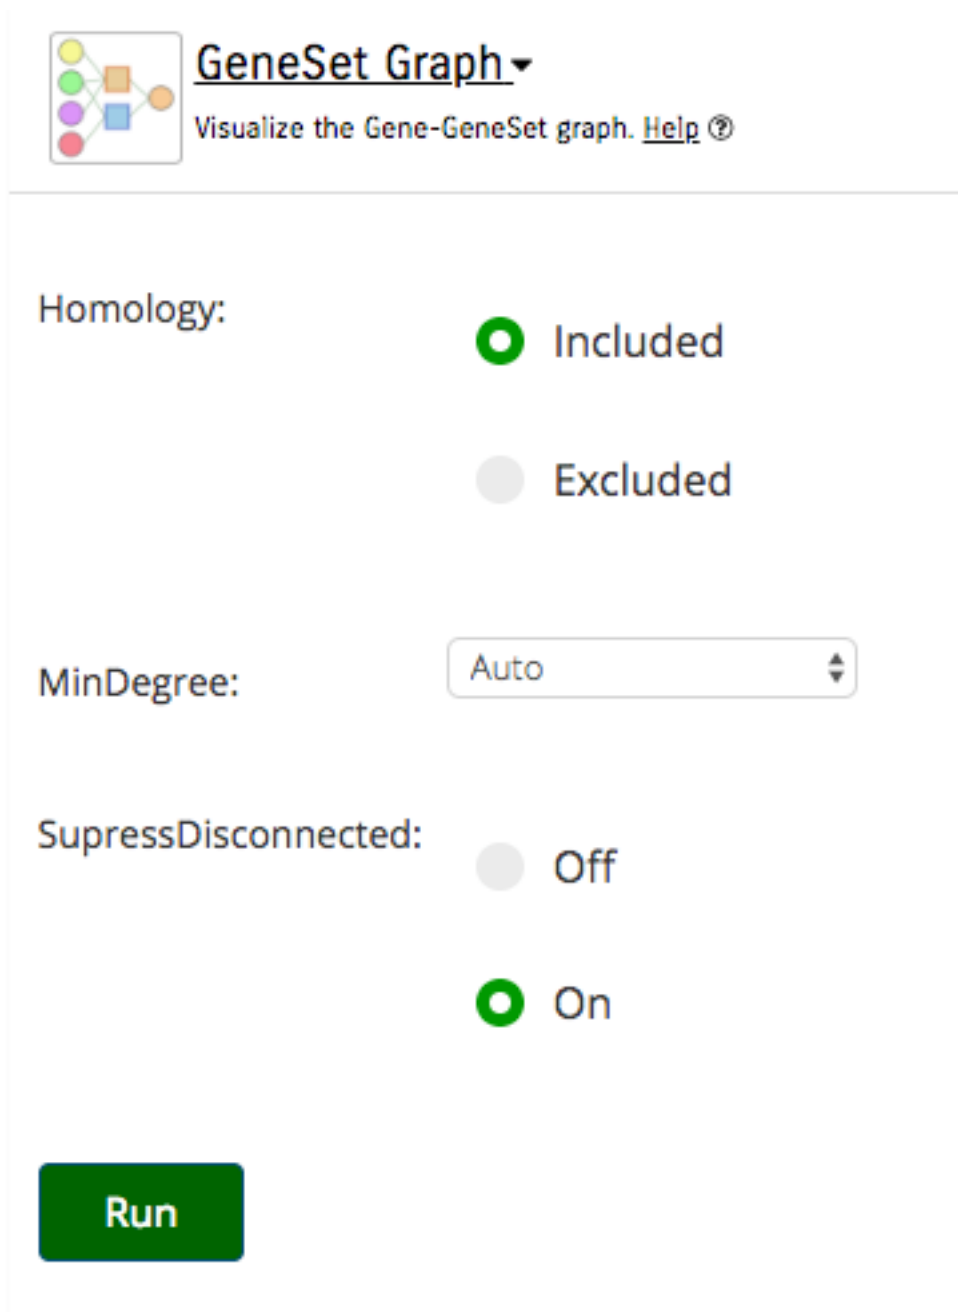 GeneSet Graph
Visualize the Gene-GeneSet graph. Help ?
Homology:
Included
Excluded
MinDegree:
Auto
SupressDisconnected:
Off
On
Run